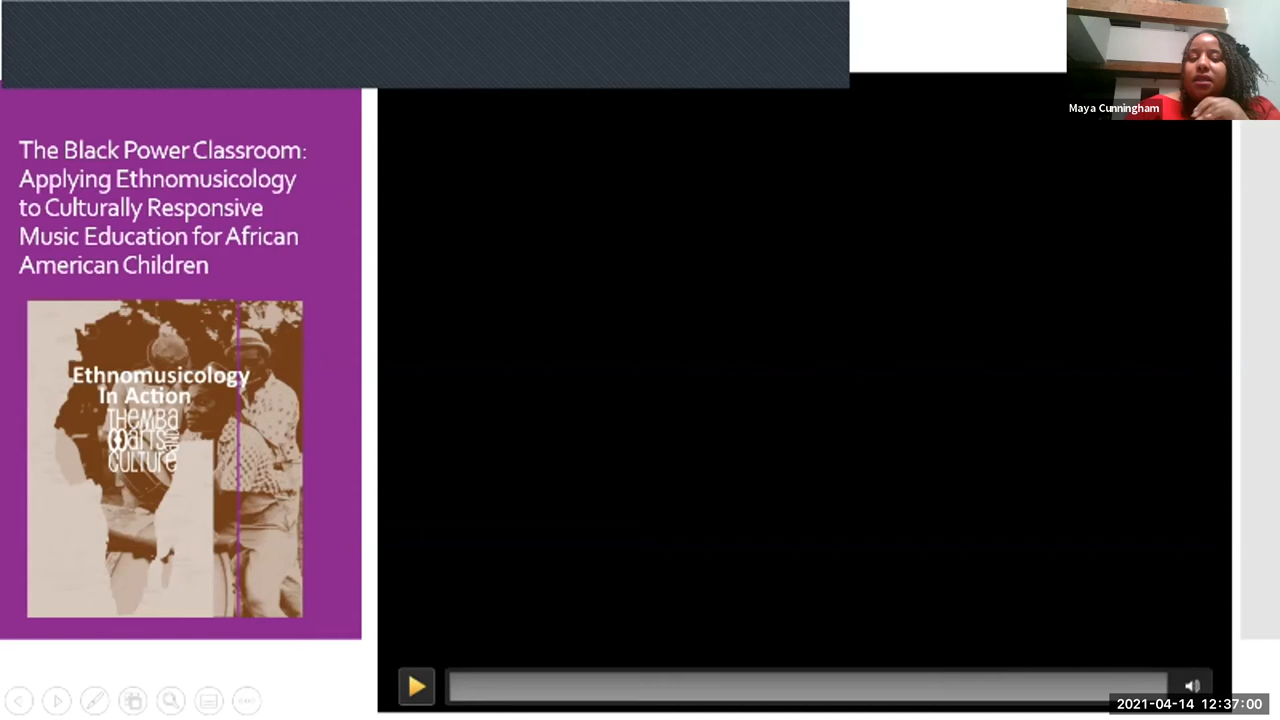 Maya Cunningham
The Black Power Classroom:
Applying Ethnomusicology
to Culturally Responsive
Music Education for African
American Children
Ethnomusicology
In Action
THEMBA
arts
AND
CULTURE
2021-04-14 12:37:00